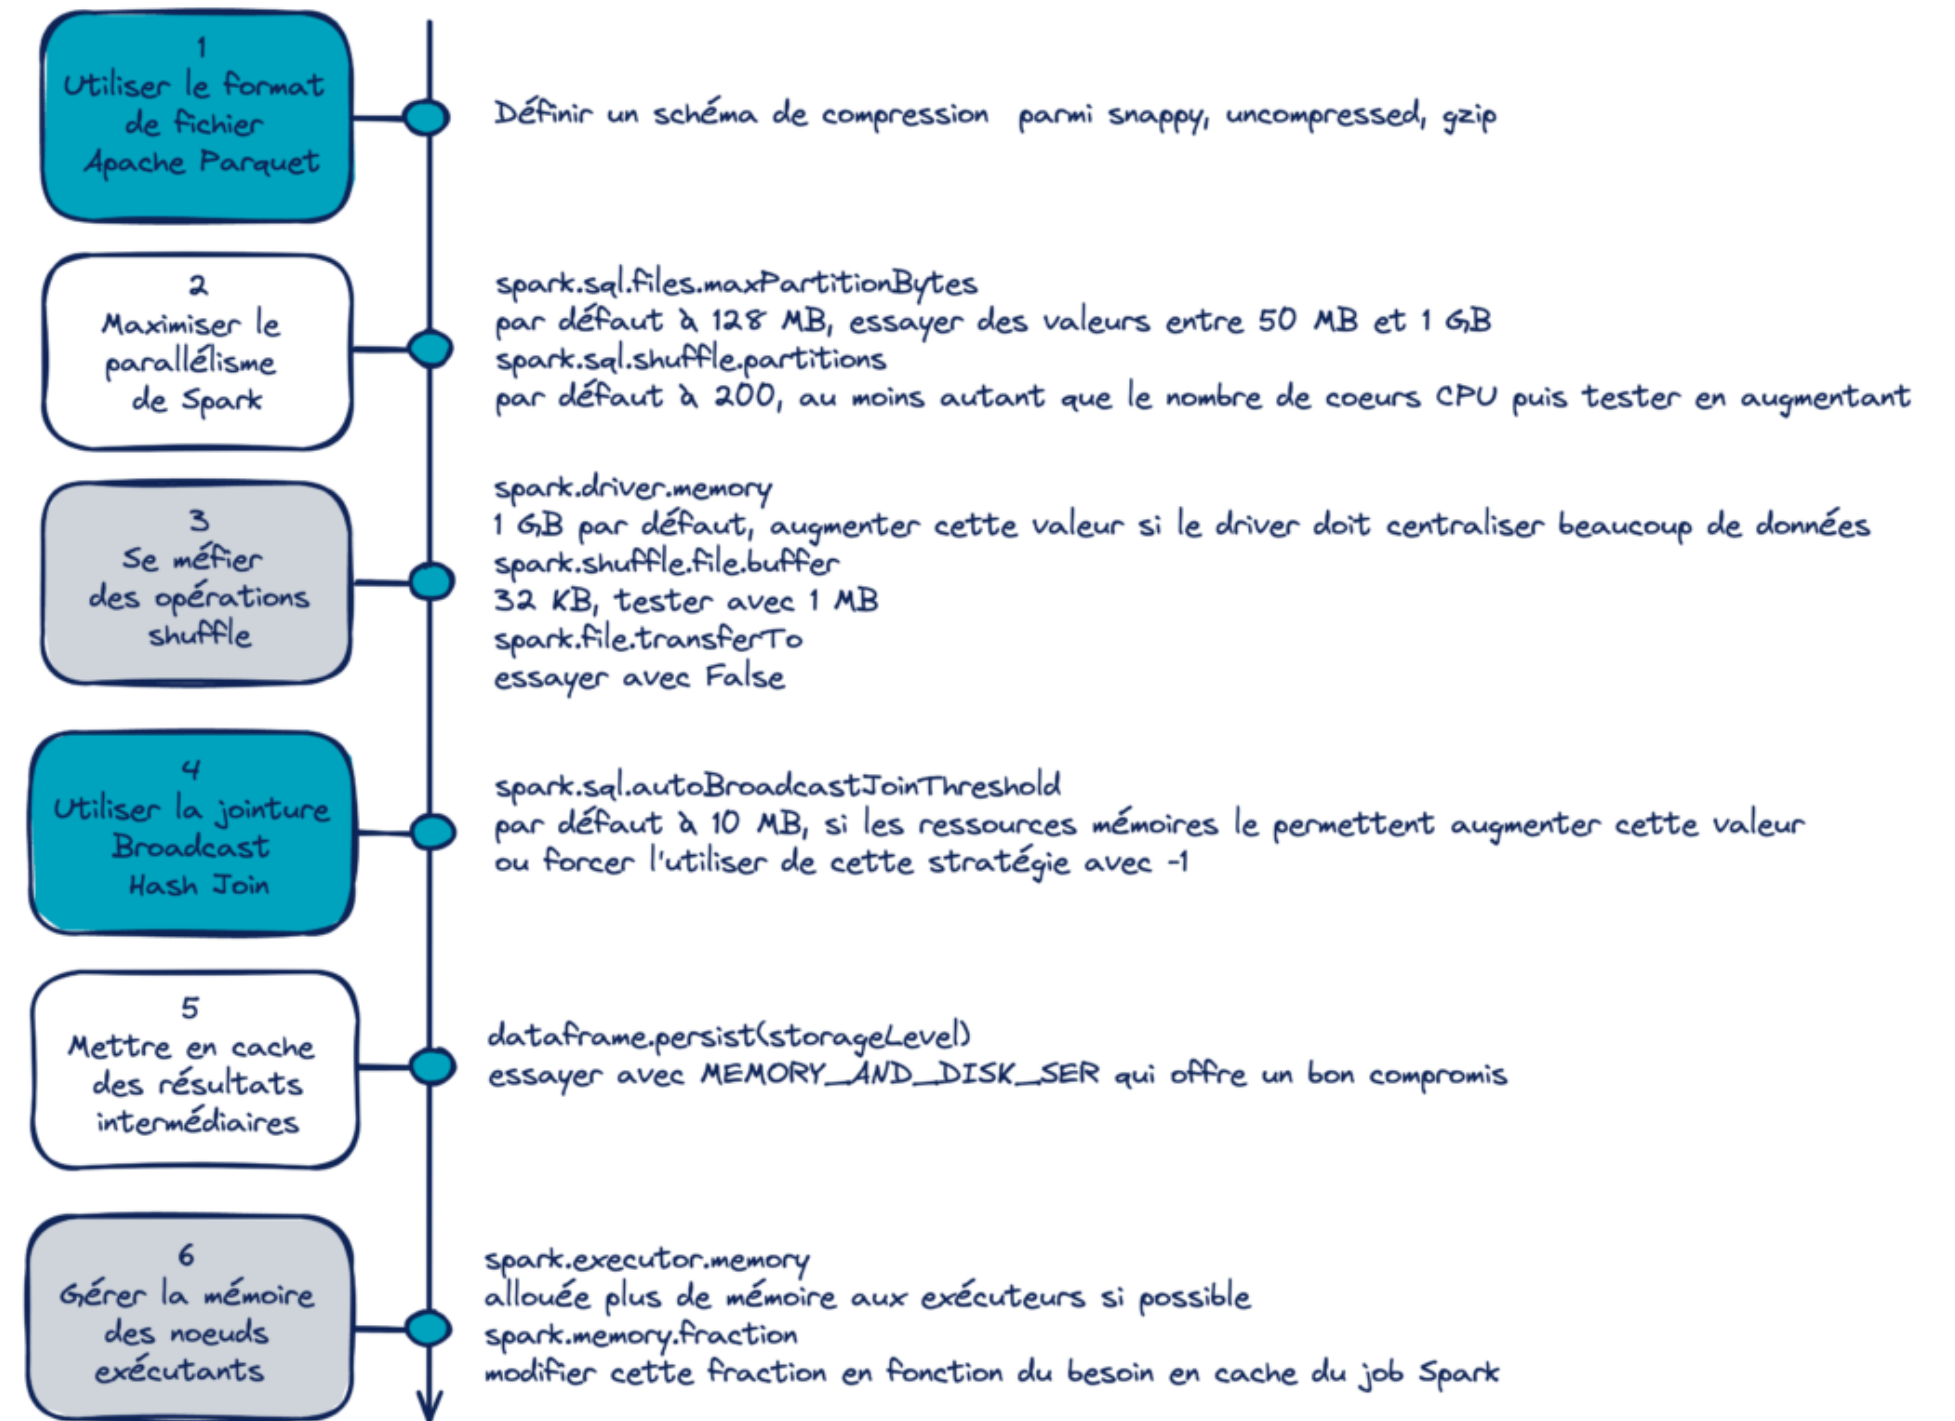 1
Utiliser le format
de fichier
Apache Parquet
Définir un schéma de compression parmi snappy, uncompressed, gzip
2
Maximiser le
parallélisme
de Spark
spark.sql.files.maxPartitionBytes
par défaut à 128 MB, essayer des valeurs entre 50 MB et 1 GB
spark.sql.shuffle.partitions
par défaut à 200, au moins autant que le nombre de coeurs CPU puis tester en augmentant
3
Se méfier
des opérations
shuffle
spark.driver.memory
1 GB par défaut, augmenter cette valeur si le driver doit centraliser beaucoup de données
spark.shuffle.file.buffer
32 KB, tester avec 1 MB
spark.file.transferTo
essayer avec False
4
Utiliser la jointure
Broadcast
Hash Join
spark.sql.autoBroadcastJoinThreshold
par défaut à 10 MB, si les ressources mémoires le permettent augmenter cette valeur
ou forcer l'utiliser de cette stratégie avec -1
5
Mettre en cache
des résultats
intermédiaires
dataframe.persist(storageLevel)
essayer avec MEMORY_AND_DISK_SER qui offre un bon compromis
6
Gérer la mémoire
des noeuds
exécutants
spark.executor.memory
allouée plus de mémoire aux exécuteurs si possible
spark.memory.fraction
modifier cette fraction en fonction du besoin en cache du job Spark